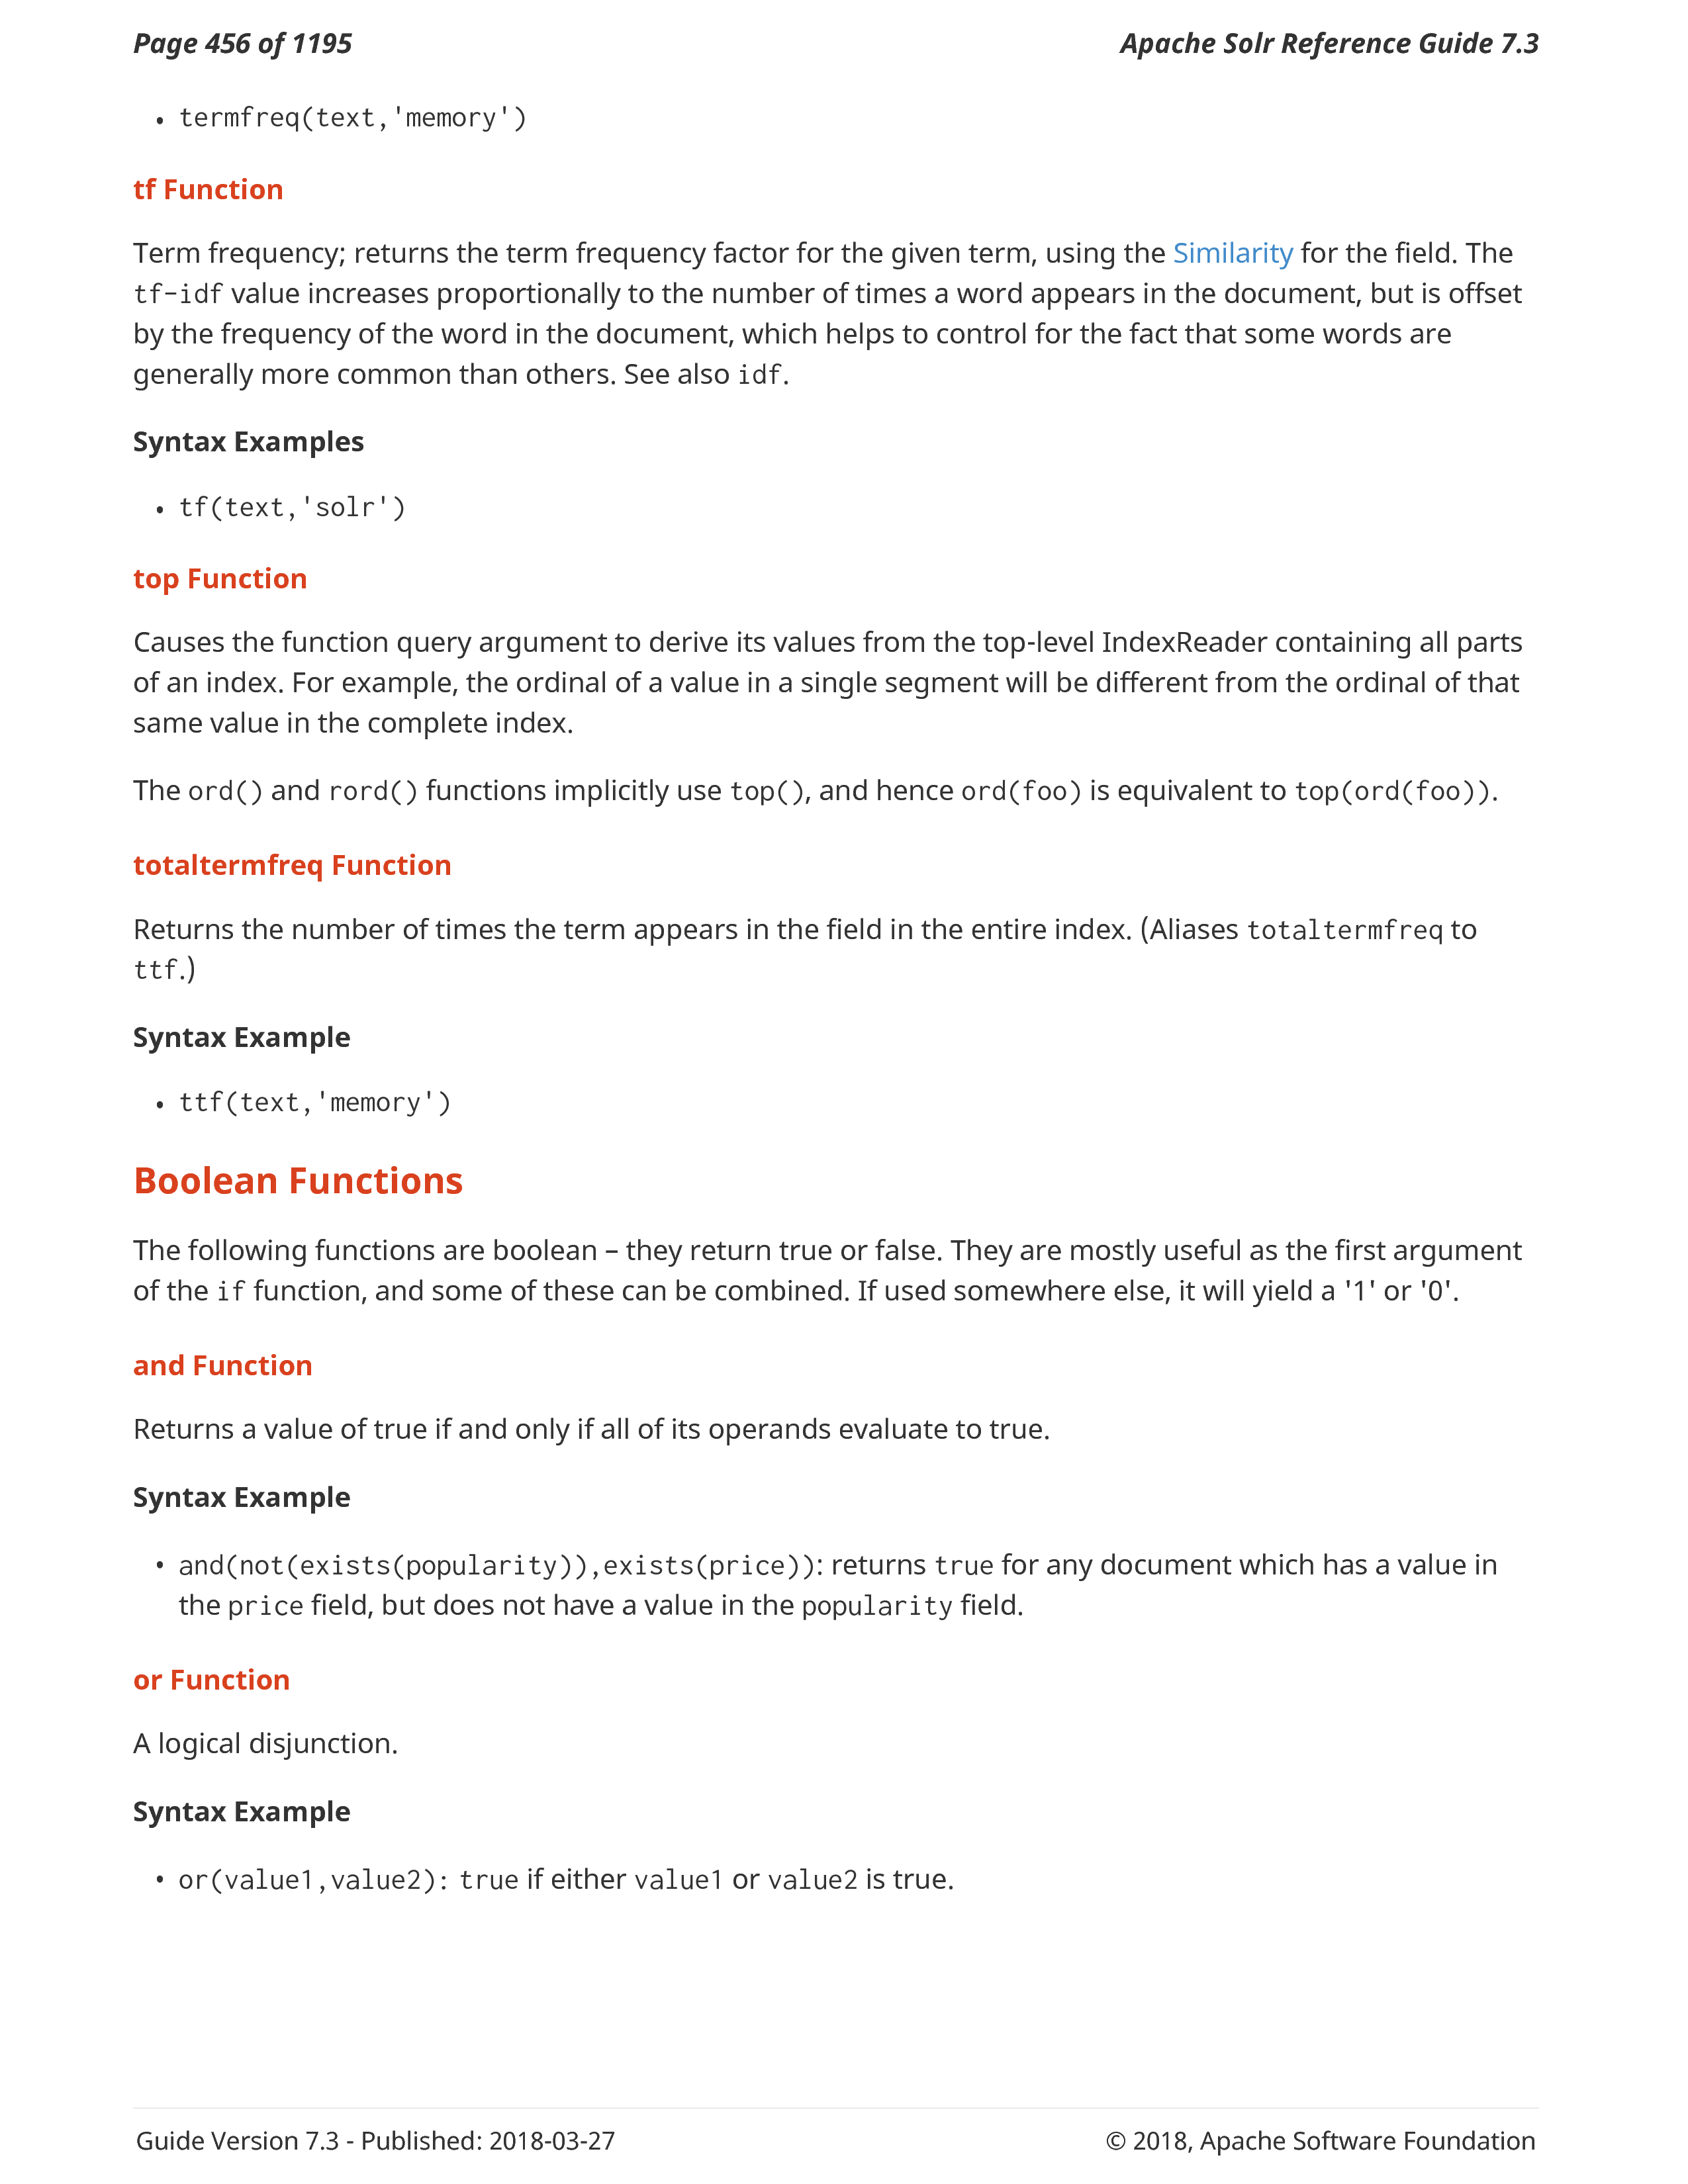 Page 456 of 1195
Apache Solr Reference Guide 7.3
• termfreq(text,'memory')
tf Function
Term frequency; returns the term frequency factor for the given term, using the Similarity for the field. The
tf-idf value increases proportionally to the number of times a word appears in the document, but is offset
by the frequency of the word in the document, which helps to control for the fact that some words are
generally more common than others. See also idf.
Syntax Examples
• tf(text,'solr')
top Function
Causes the function query argument to derive its values from the top-level IndexReader containing all parts
of an index. For example, the ordinal of a value in a single segment will be different from the ordinal of that
same value in the complete index.
The ord() and rord() functions implicitly use top(), and hence ord(foo) is equivalent to top(ord(foo)).
totaltermfreq Function
Returns the number of times the term appears in the field in the entire index. (Aliases totaltermfreq to
ttf.)
Syntax Example
• ttf(text,'memory')
Boolean Functions
The following functions are boolean – they return true or false. They are mostly useful as the first argument
of the if function, and some of these can be combined. If used somewhere else, it will yield a '1' or '0'.
and Function
Returns a value of true if and only if all of its operands evaluate to true.
Syntax Example
• and(not(exists(popularity)),exists(price)): returns true for any document which has a value in
the price field, but does not have a value in the popularity field.
or Function
A logical disjunction.
Syntax Example
• or(value1,value2): true if either value1 or value2 is true.
Guide Version 7.3 - Published: 2018-03-27
© 2018, Apache Software Foundation